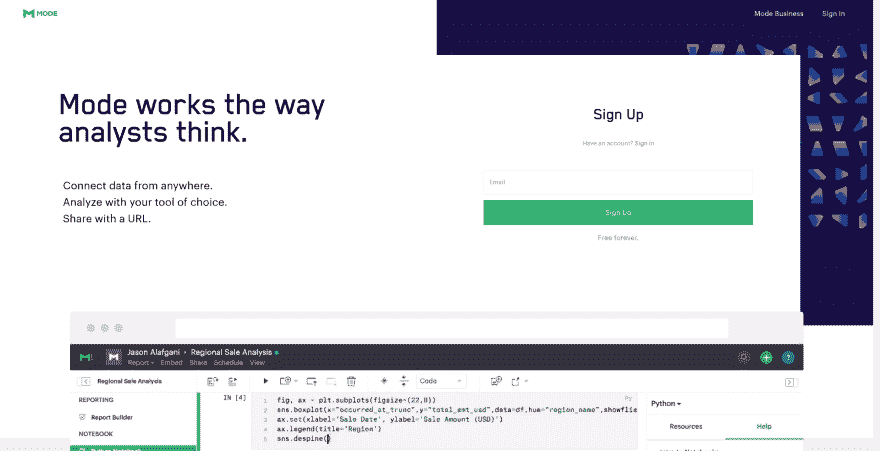 MODE
Mode Business Sign In
Mode works the way
analysts think.
Connect data from anywhere.
Analyze with your tool of choice.
Share with a URL.
Sign Up
Have an account? Sign in
Email
Sign Up
Free forever.
Jason Alafgani › Regional Sale Analysis
Report Embed Share Schedule View
Regional Sale Analysis
Code
REPORTING
Report Builder
NOTEBOOK
IN [4]
Py
1 fig, ax = plt.subplots(figsize=(22,8))
2 sns.boxplot(x="occurred_at_trunc",y="total_amt_usd",data=df,hue="region_name",showflie
3 ax.set(xlabel='Sale Date', ylabel='Sale Amount (USD)')
4 ax.legend(title='Region')
5 sns.despine()
Python
Resources Help